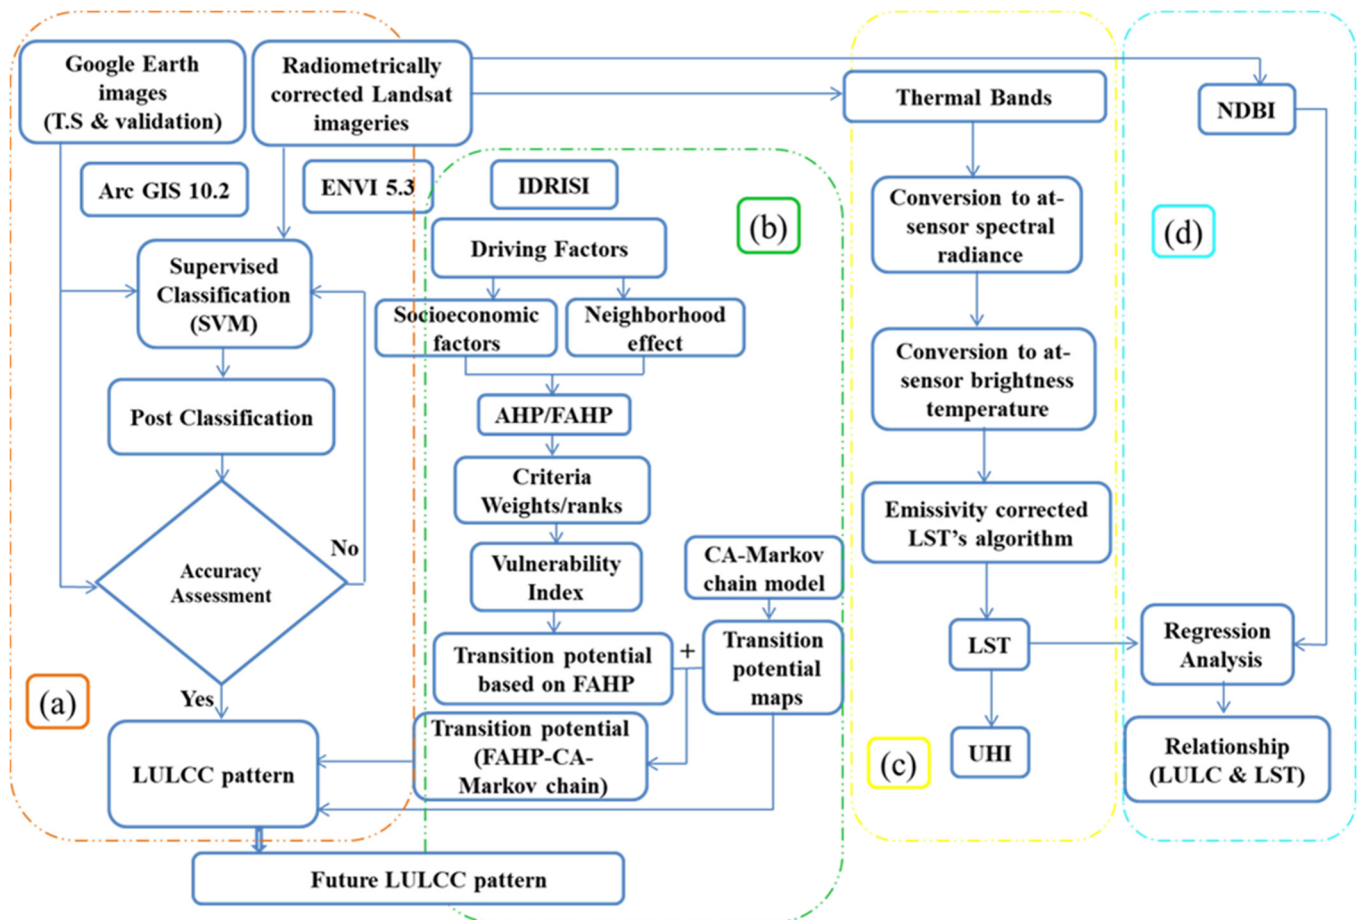 Google Earth
images
(T.S & validation)
Radiometrically
corrected Landsat
imageries
Arc GIS 10.2
ENVI 5.3
Supervised
Classification
(SVM)
Post Classification
Accuracy
Assessment
No
Yes
(a)
LULCC pattern
Future LULCC pattern
IDRISI
(b)
Driving Factors
Socioeconomic
factors
Neighborhood
effect
AHP/FAHP
Criteria
Weights/ranks
Vulnerability
Index
CA-Markov
chain model
Transition potential
based on FAHP
+
Transition
potential
maps
Transition potential
(FAHP-CA-
Markov chain)
Thermal Bands
Conversion to at-
sensor spectral
radiance
Conversion to at-
sensor brightness
temperature
Emissivity corrected
LST's algorithm
LST
UHI
(c)
NDBI
(d)
Regression
Analysis
Relationship
(LULC & LST)